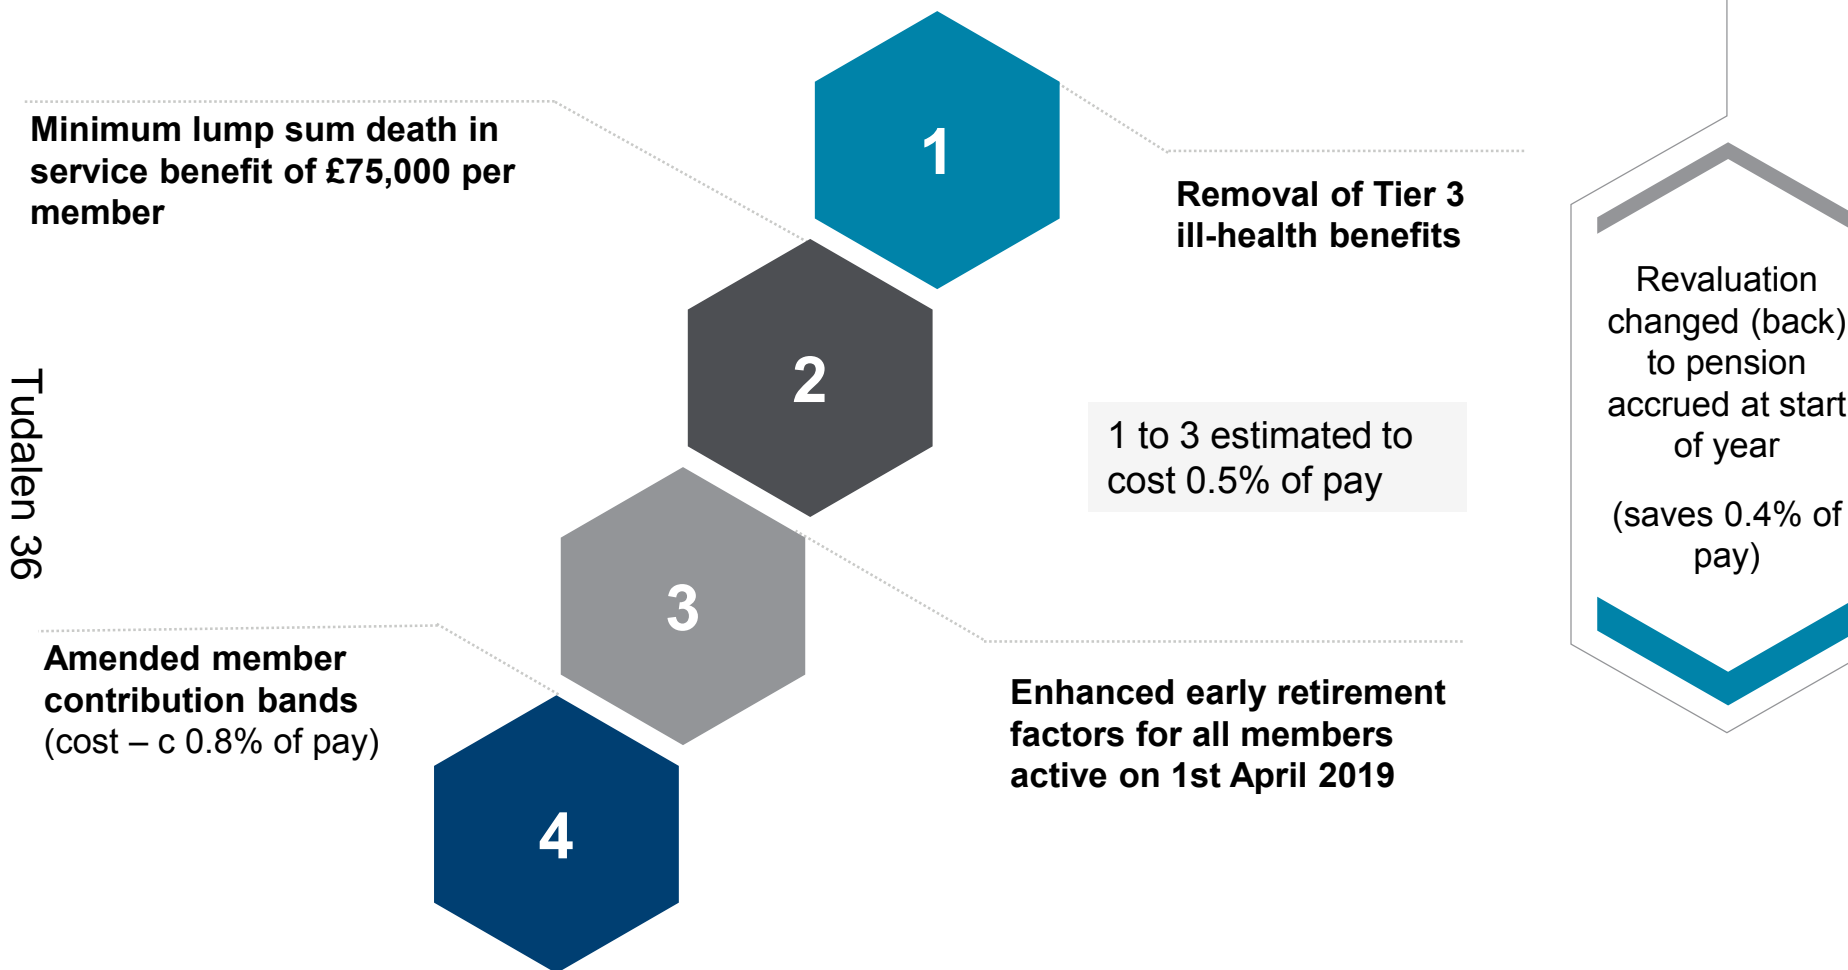 1
Removal of Tier 3
ill-health benefits
Minimum lump sum death in
service benefit of £75,000 per
member
2
1 to 3 estimated to
cost 0.5% of pay
3
Enhanced early retirement
factors for all members
active on 1st April 2019
Amended member
contribution bands
(cost – c 0.8% of pay)
4
Revaluation
changed (back)
to pension
accrued at start
of year
(saves 0.4% of
pay)
Tudalen 36